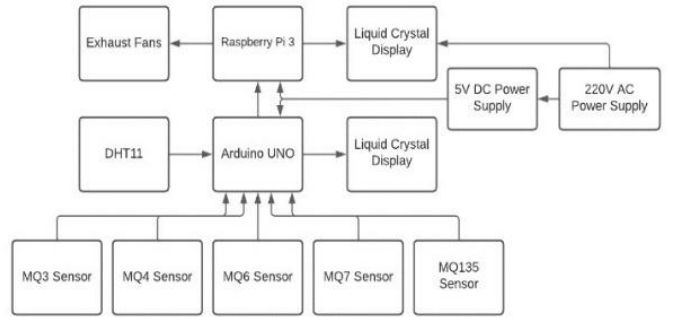 Exhaust Fans
Raspberry Pi 3
Liquid Crystal
Display
5V DC Power
Supply
220V AC
Power Supply
DHT11
Arduino UNO
Liquid Crystal
Display
MQ3 Sensor
MQ4 Sensor
MQ6 Sensor
MQ7 Sensor
MQ135
Sensor